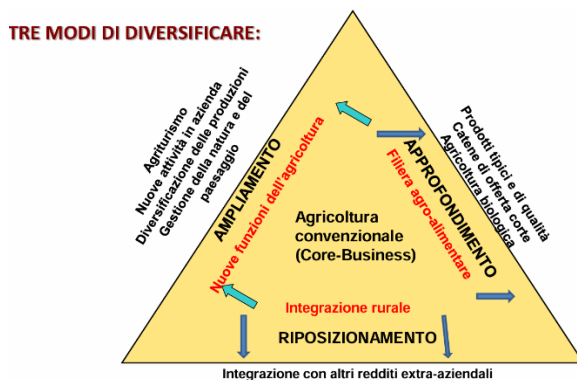 TRE MODI DI DIVERSIFICARE:
Agriturismo
Nuove attività in azienda
Diversificazione delle produzioni
Gestione della natura e del
paesaggio
AMPLIAMENTO
Nuove funzioni dell'agricoltura
Prodotti tipici e di qualità
Catene di offerta corte
Agricoltura biologica
APPROFONDIMENTO
Filiera agro-alimentare
Agricoltura
convenzionale
(Core-Business)
Integrazione rurale
RIPOSIZIONAMENTO
Integrazione con altri redditi extra-aziendali